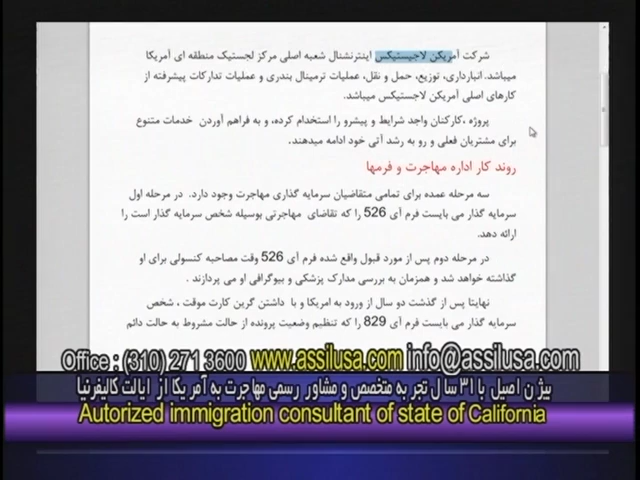 شرکت آمریکن لاجیستیکس اینترنشنال شعبه اصلی مرکز لجستیک منطقه ای آمریکا
میباشد. انبارداری، توزیع، حمل و نقل، عملیات ترمینال بندری و عملیات تدارکات پیشرفته از
کارهای اصلی آمریکن لاجستیکس میباشد.
پروژه ،کارکنان واجد شرایط و پیشرو را استخدام کرده، و به فراهم آوردن خدمات متنوع
برای مشتریان فعلی و رو به رشد آتی خود ادامه میدهند.
روند کار اداره مهاجرت و فرمها
سه مرحله عمده برای تمامی متقاضیان سرمایه گذاری مهاجرت وجود دارد. در مرحله اول
سرمایه گذار می بایست فرم آی 526 را که تقاضای مهاجرتی بوسیله شخص سرمایه گذار است را
ارائه دهد.
در مرحله دوم پس از مورد قبول واقع شده فرم آی 526 وقت مصاحبه کنسولی برای او
گذاشته خواهد شد و همزمان به بررسی مدارک پزشکی و بیوگرافی او می پردازند .
نهایتا پس از گذشت دو سال از ورود به امریکا و با داشتن گرین کارت موقت ، شخص
سرمایه گذار می بایست فرم آی 829 را که تنظیم وضعیت پرونده از حالت مشروط به حالت دائم
Office : (310) 271 3600 www.assilusa.com info@assilusa.com
بیژن اصیل با ۳۱ سال تجربه متخصص و مشاور رسمی مهاجرت به آمریکا از ایالت کالیفرنیا
Autorized immigration consultant of state of California